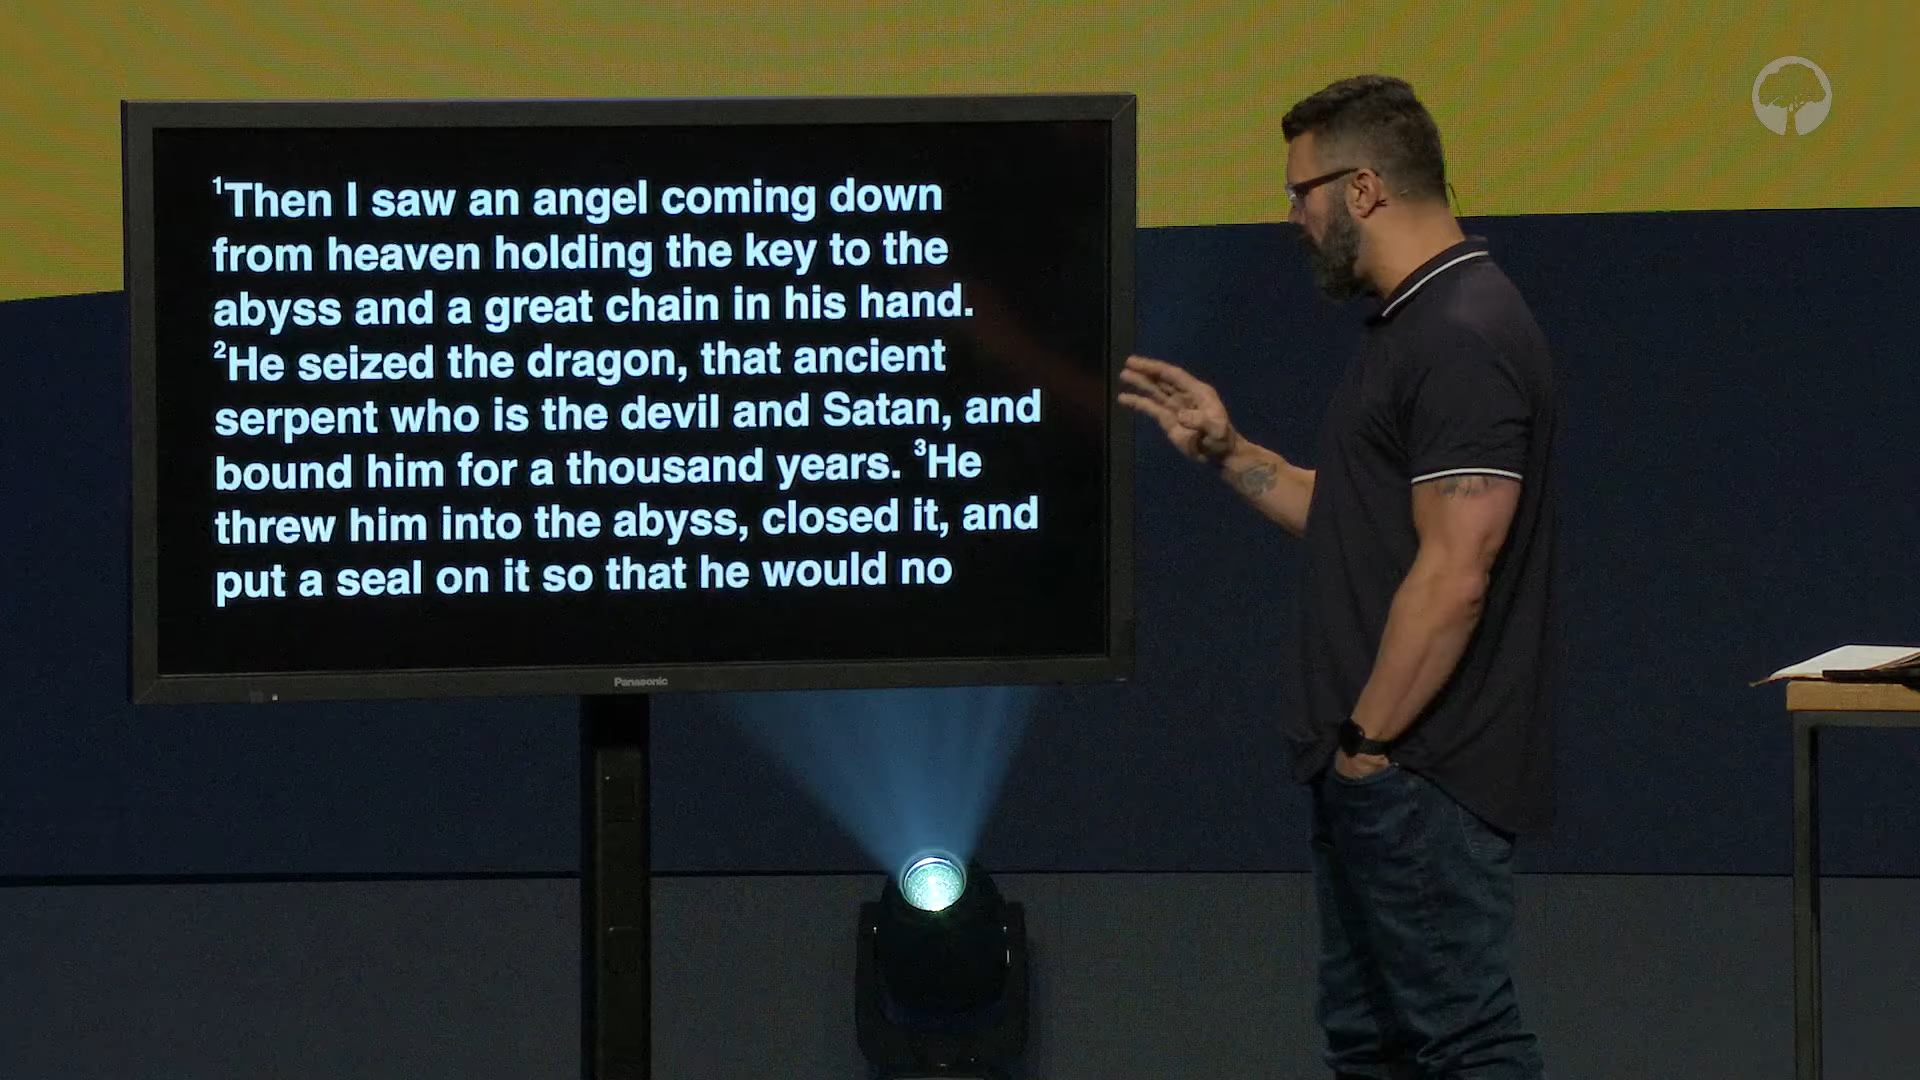 ¹Then I saw an angel coming down
from heaven holding the key to the
abyss and a great chain in his hand.
²He seized the dragon, that ancient
serpent who is the devil and Satan, and
bound him for a thousand years. ³He
threw him into the abyss, closed it, and
put a seal on it so that he would no
Panasonic